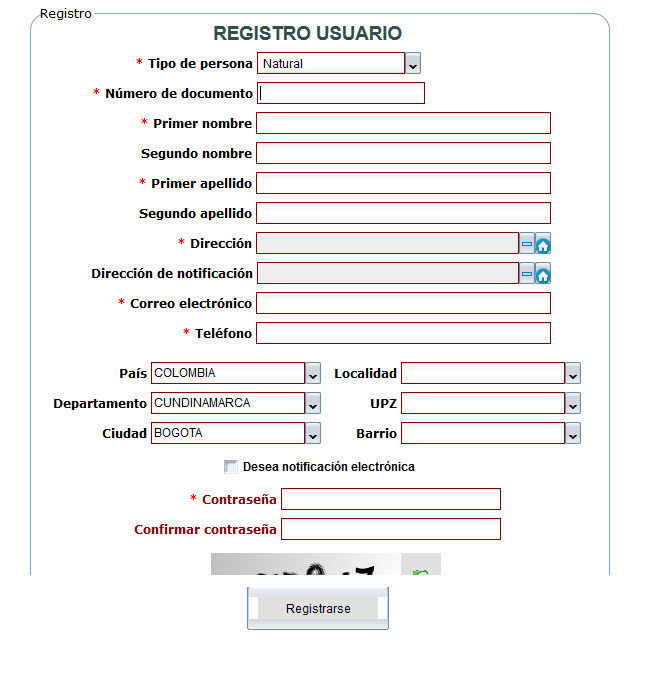 Registro
REGISTRO USUARIO
* Tipo de persona Natural
* Número de documento
* Primer nombre
Segundo nombre
* Primer apellido
Segundo apellido
* Dirección
Dirección de notificación
* Correo electrónico
* Teléfono
País COLOMBIA Localidad
Departamento CUNDINAMARCA UPZ
Ciudad BOGOTA Barrio
Desea notificación electrónica
* Contraseña
Confirmar contraseña
Registrarse